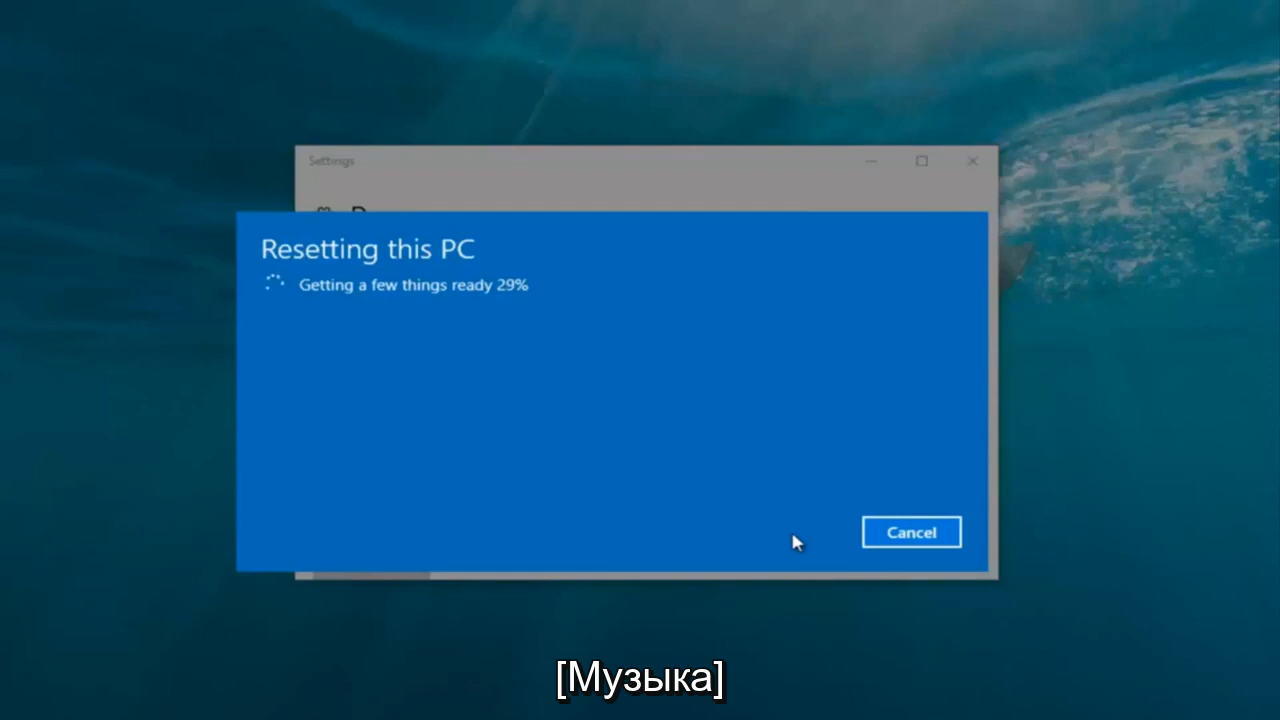 Settings
Resetting this PC
Getting a few things ready 29%
Cancel
[Музыка]